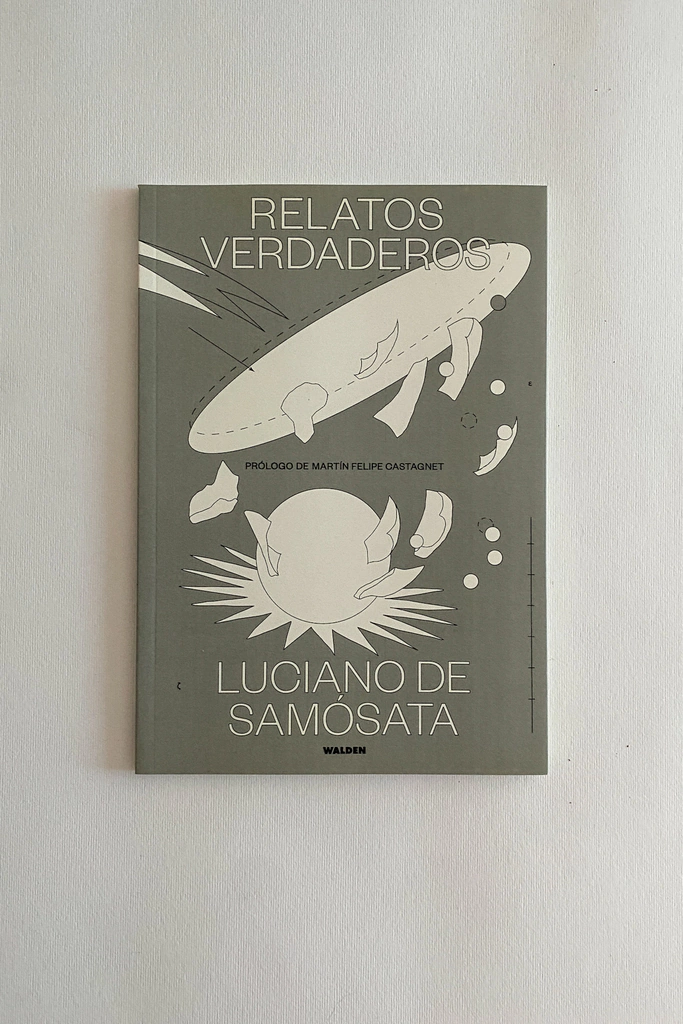 RELATOS
VERDADEROS
PRÓLOGO DE MARTÍN FELIPE CASTAGNET
LUCIANO DE
SAMÓSATA
WALDEN